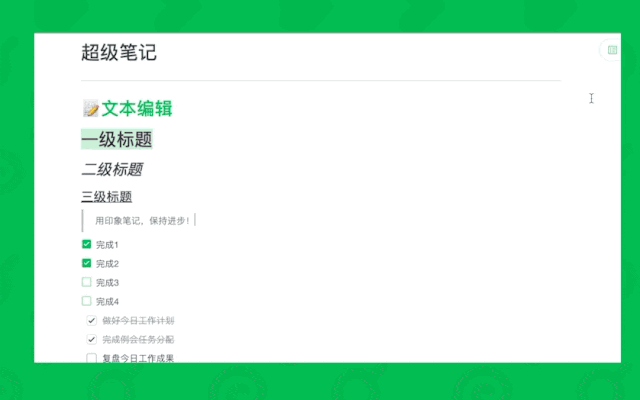 超级笔记
📝文本编辑
一级标题
二级标题
三级标题
用印象笔记，保持进步！
完成1
完成2
完成3
完成4
做好今日工作计划
完成例会任务分配
复盘今日工作成果